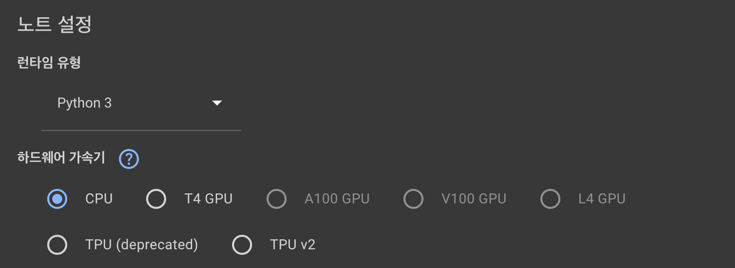 노트 설정
런타임 유형
Python 3
하드웨어 가속기 ?
CPU T4 GPU A100 GPU V100 GPU L4 GPU
TPU (deprecated) TPU v2